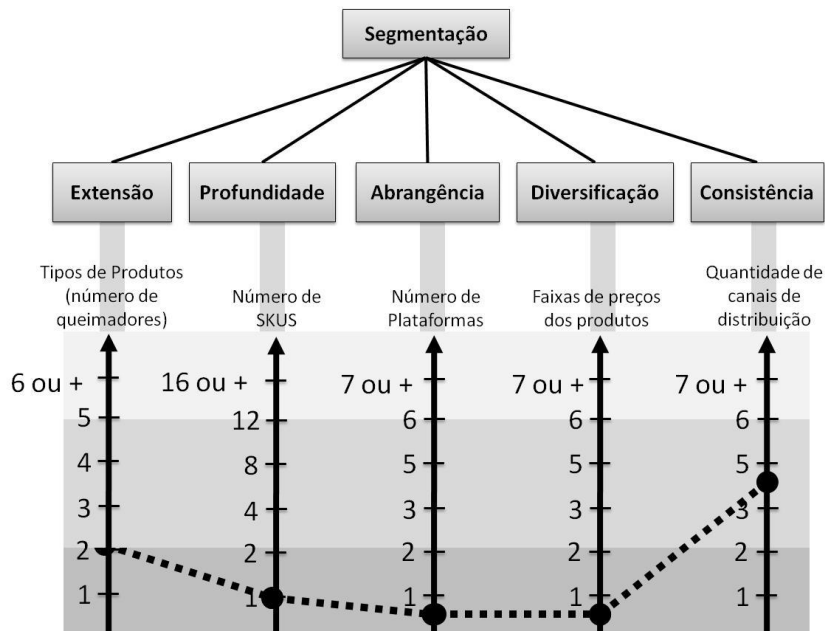 Segmentação
Extensão
Profundidade
Abrangência
Diversificação
Consistência
Tipos de Produtos
(número de
queimadores)
Número de
SKUS
Número de
Plataformas
Faixas de preços
dos produtos
Quantidade de
canais de
distribuição
6 ou +
5
4
3
2
1
16 ou +
12
8
4
2
1
7 ou +
6
5
3
2
1
7 ou +
6
5
3
2
1
7 ou +
6
5
3
2
1